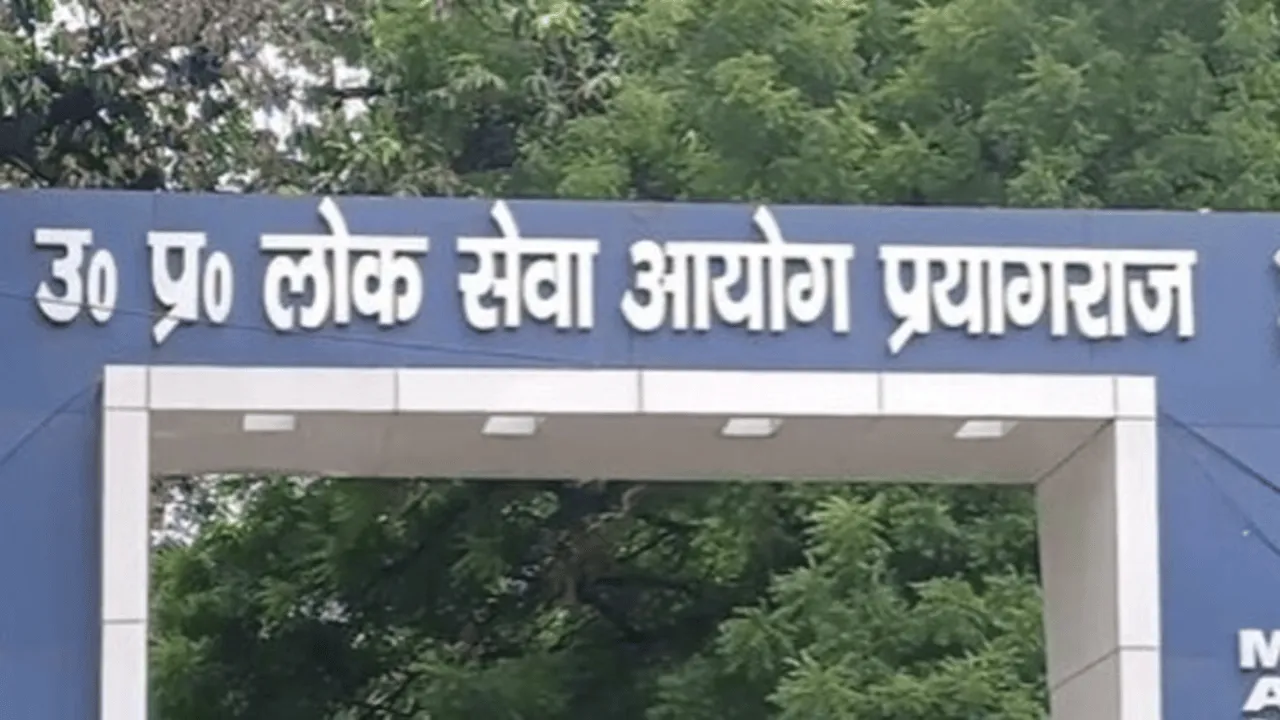 उ० प्र० लोक सेवा आयोग प्रयागराज